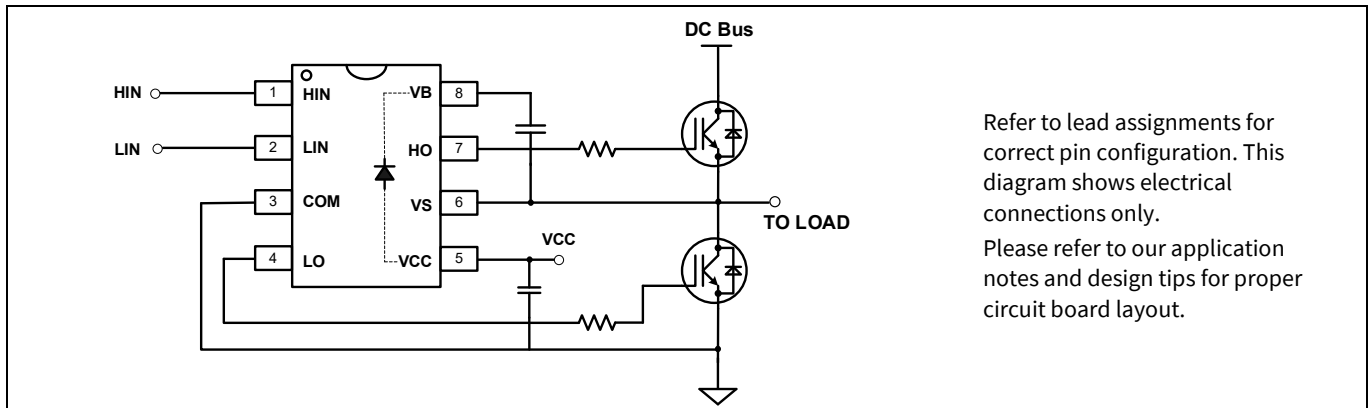 DC Bus
HIN
1
HIN
VB
8
LIN
2
LIN
HO
7
3
COM
VS
6
TO LOAD
4
LO
VCC
5
VCC
Refer to lead assignments for
correct pin configuration. This
diagram shows electrical
connections only.
Please refer to our application
notes and design tips for proper
circuit board layout.